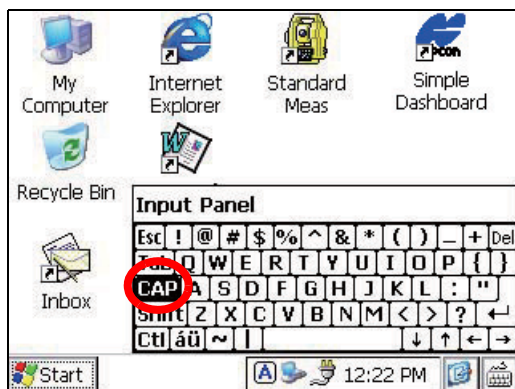 My Computer
Internet Explorer
Standard Meas
Simple Dashboard
Recycle Bin
Inbox
Input Panel
Esc ! @ # $ % ^ & * ( ) _ + Del
Tab Q W E R T Y U I O P { }
CAP A S D F G H J K L : "
Shift Z X C V B N M < > ? ↵
Ctl áü ~ | ↓ ↑ ← →
Start A 12:22 PM